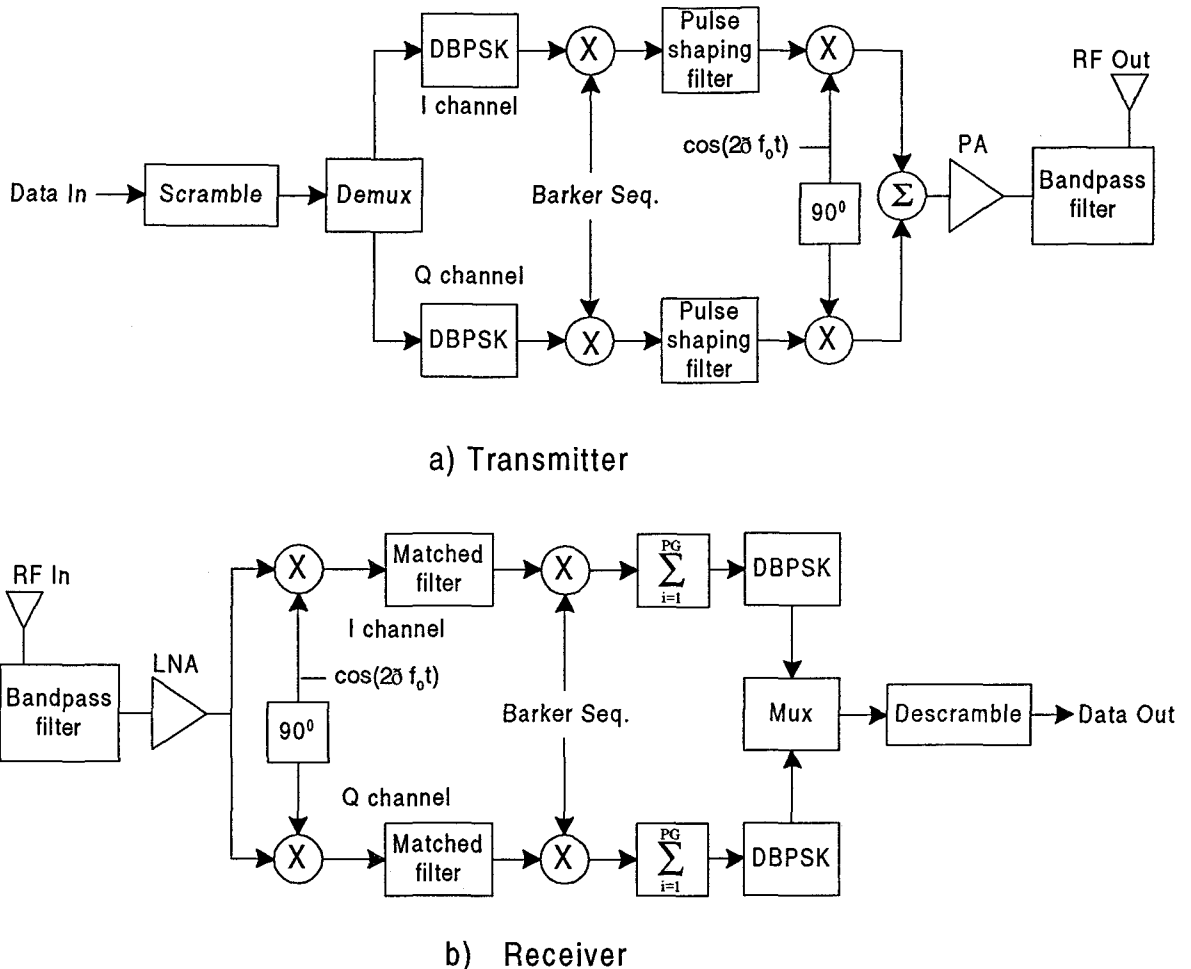 DBPSK
X
Pulse
shaping
filter
X
RF Out
I channel
cos(2ð f₀t)
PA
Data In
Scramble
Demux
Barker Seq.
90⁰
Σ
Bandpass
filter
Q channel
DBPSK
X
Pulse
shaping
filter
X
a) Transmitter
RF In
X
Matched
filter
X
PG
Σ
i=1
DBPSK
I channel
LNA
cos(2ð f₀t)
Bandpass
filter
90⁰
Barker Seq.
Mux
Descramble
Data Out
Q channel
X
Matched
filter
X
PG
Σ
i=1
DBPSK
b) Receiver